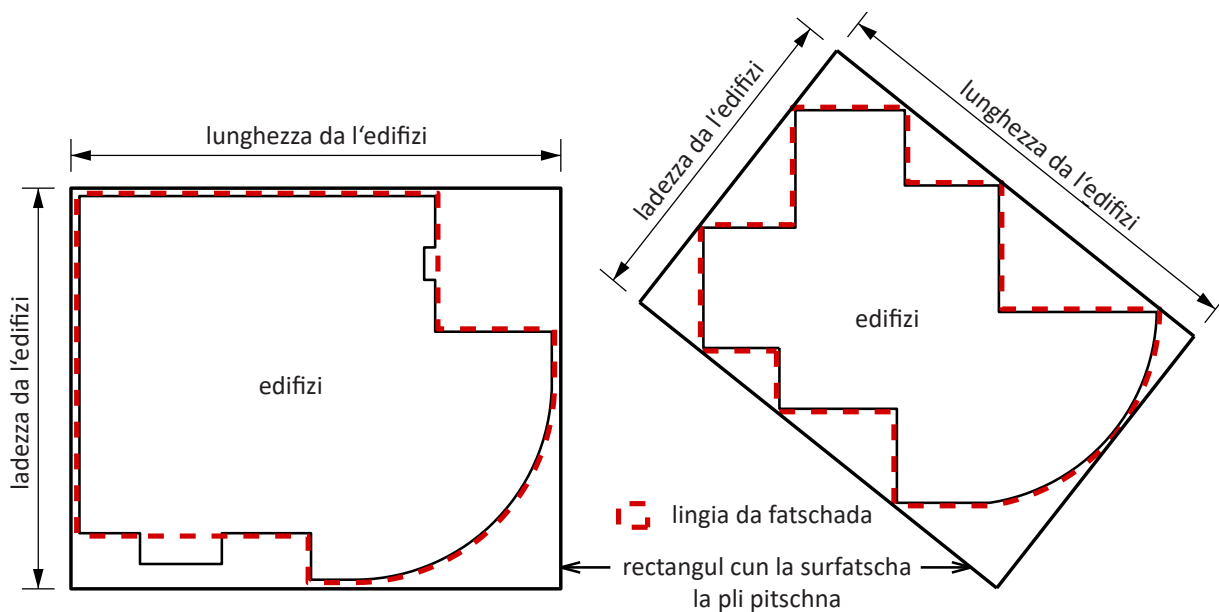 lunghezza da l‘edifizi
ladezza da l‘edifizi
edifizi
ladezza da l‘edifizi
lunghezza da l‘edifizi
edifizi
lingia da fatschada
rectangul cun la surfatscha
la pli pitschna